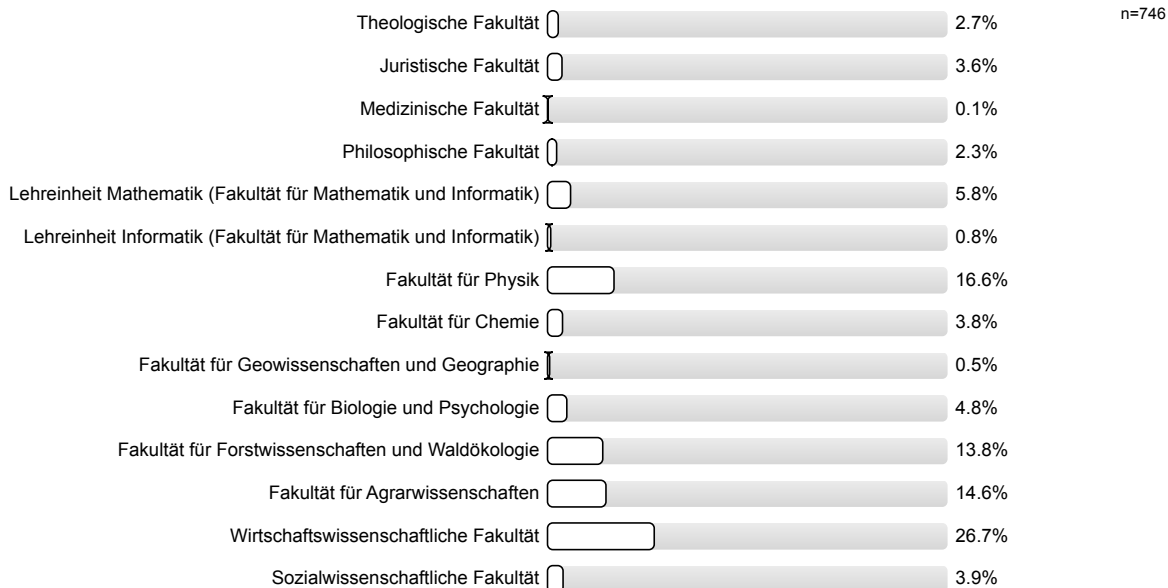 n=746
Theologische Fakultät 2.7%
Juristische Fakultät 3.6%
Medizinische Fakultät 0.1%
Philosophische Fakultät 2.3%
Lehreinheit Mathematik (Fakultät für Mathematik und Informatik) 5.8%
Lehreinheit Informatik (Fakultät für Mathematik und Informatik) 0.8%
Fakultät für Physik 16.6%
Fakultät für Chemie 3.8%
Fakultät für Geowissenschaften und Geographie 0.5%
Fakultät für Biologie und Psychologie 4.8%
Fakultät für Forstwissenschaften und Waldökologie 13.8%
Fakultät für Agrarwissenschaften 14.6%
Wirtschaftswissenschaftliche Fakultät 26.7%
Sozialwissenschaftliche Fakultät 3.9%